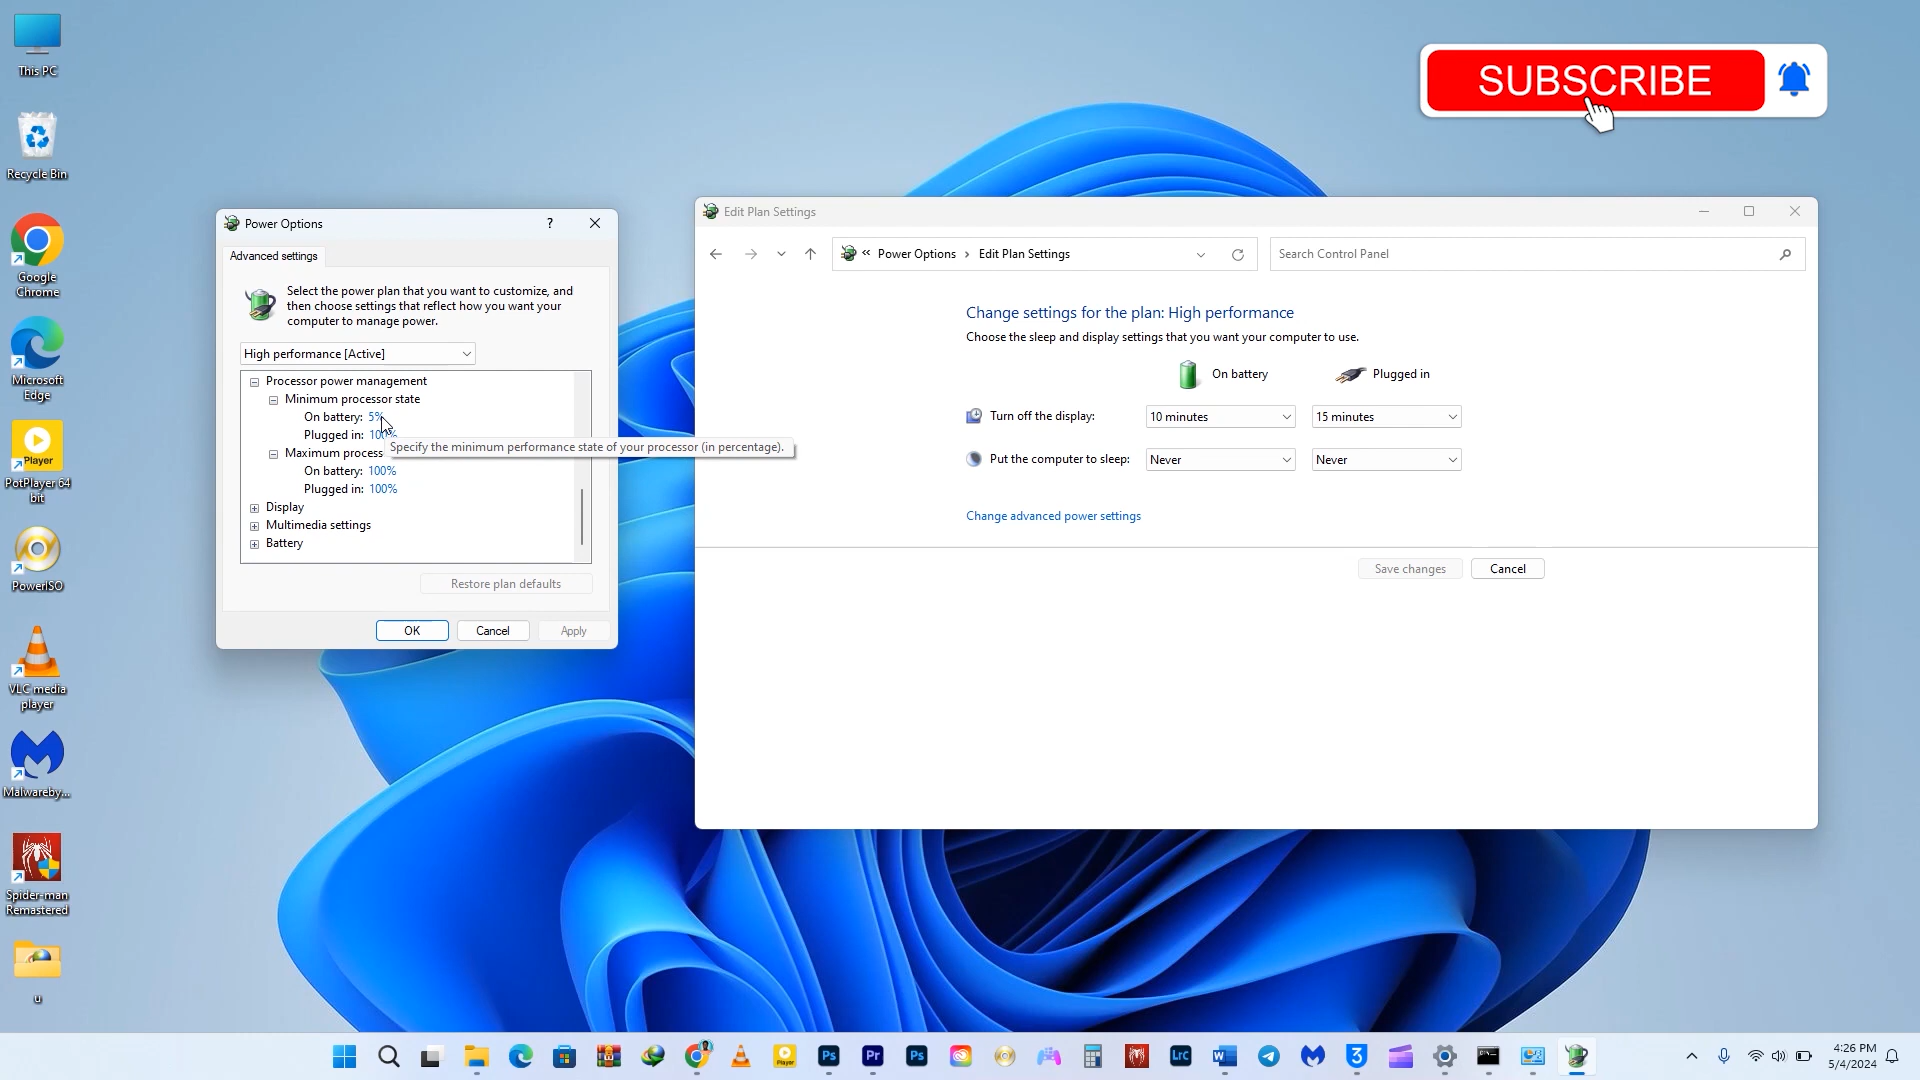 This PC
Recycle Bin
Google
Chrome
Microsoft
Edge
Player
PotPlayer 64
bit
PowerISO
VLC media
player
Malwareby...
Spider-man
Remastered
u
SUBSCRIBE
Power Options
?
Advanced settings
Select the power plan that you want to customize, and
then choose settings that reflect how you want your
computer to manage power.
High performance [Active]
Processor power management
Minimum processor state
On battery: 5%
Plugged in: 100%
Specify the minimum performance state of your processor (in percentage).
Maximum process
On battery: 100%
Plugged in: 100%
Display
Multimedia settings
Battery
Restore plan defaults
OK
Cancel
Apply
Edit Plan Settings
« Power Options › Edit Plan Settings
Search Control Panel
Change settings for the plan: High performance
Choose the sleep and display settings that you want your computer to use.
On battery
Plugged in
Turn off the display:
10 minutes
15 minutes
Put the computer to sleep:
Never
Never
Change advanced power settings
Save changes
Cancel
Player
Ps
Pr
Ps
LrC
W
3
4:26 PM
5/4/2024